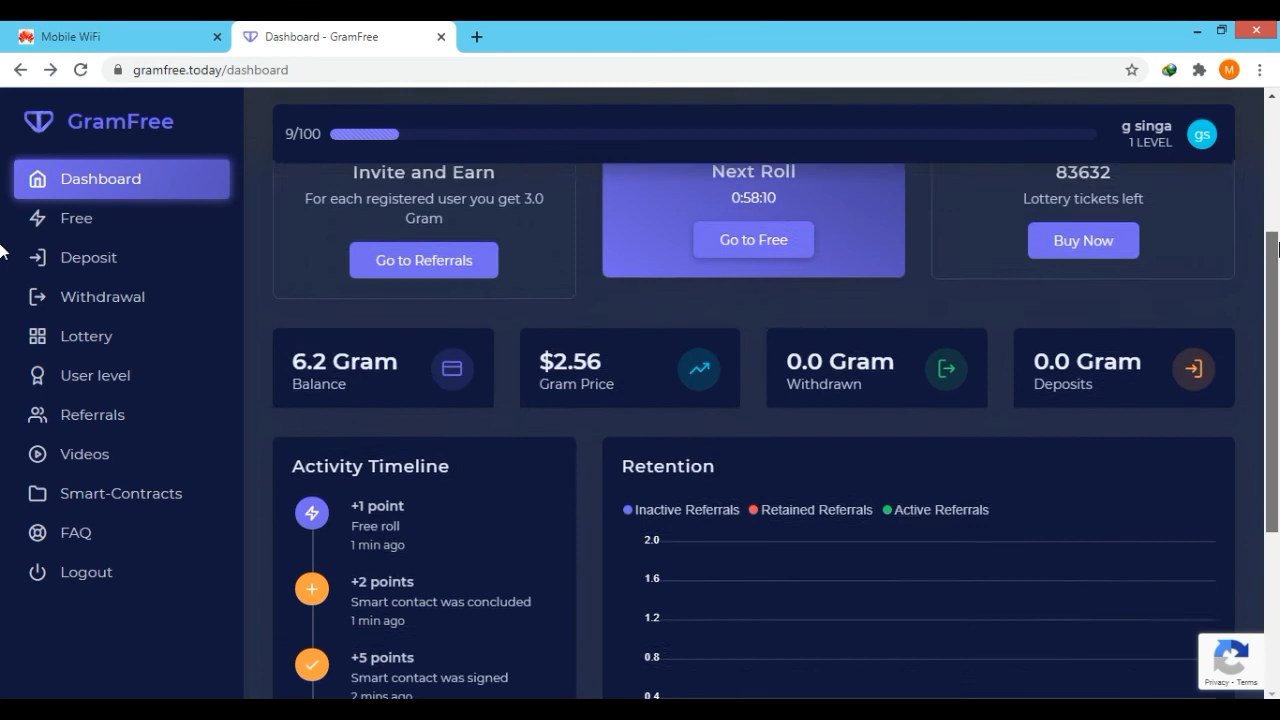 Mobile WiFi
Dashboard - GramFree
gramfree.today/dashboard
M
GramFree
Dashboard
Free
Deposit
Withdrawal
Lottery
User level
Referrals
Videos
Smart-Contracts
FAQ
Logout
9/100
g singa
1 LEVEL
gs
Invite and Earn
For each registered user you get 3.0
Gram
Go to Referrals
Next Roll
0:58:10
Go to Free
83632
Lottery tickets left
Buy Now
6.2 Gram
Balance
$2.56
Gram Price
0.0 Gram
Withdrawn
0.0 Gram
Deposits
Activity Timeline
+1 point
Free roll
1 min ago
+2 points
Smart contact was concluded
1 min ago
+5 points
Smart contact was signed
2 mins ago
Retention
Inactive Referrals Retained Referrals Active Referrals
2.0
1.6
1.2
0.8
0.4
Privacy - Terms